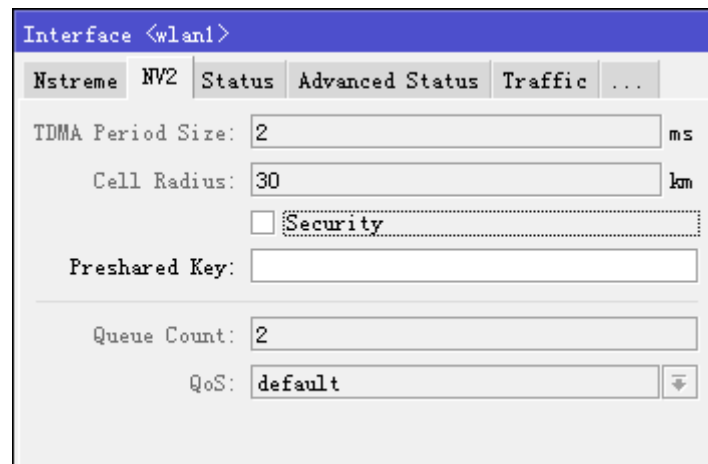 Interface <wlan1>
Nstreme NV2 Status Advanced Status Traffic ...
TDMA Period Size: 2 ms
Cell Radius: 30 km
Security
Preshared Key:
Queue Count: 2
QoS: default